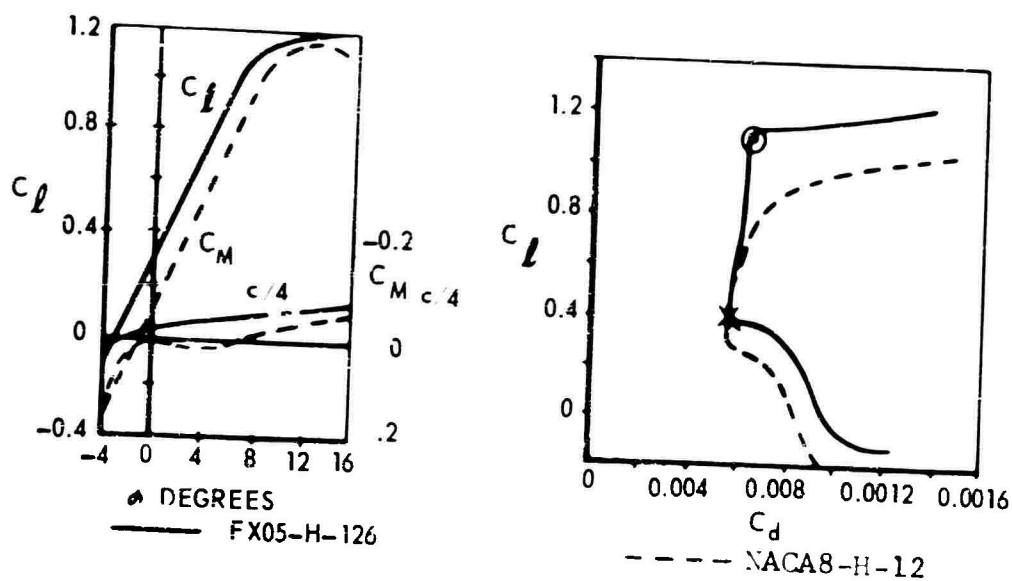 1.2
0.8
0.4
0
-0.4
C l
C l
C M
c/4
-0.2
C M c/4
0
.2
-4 0 4 8 12 16
α DEGREES
FX05-H-126
1.2
0.8
0.4
0
C l
0 0.004 0.008 0.0012 0.0016
C d
NACA8-H-12